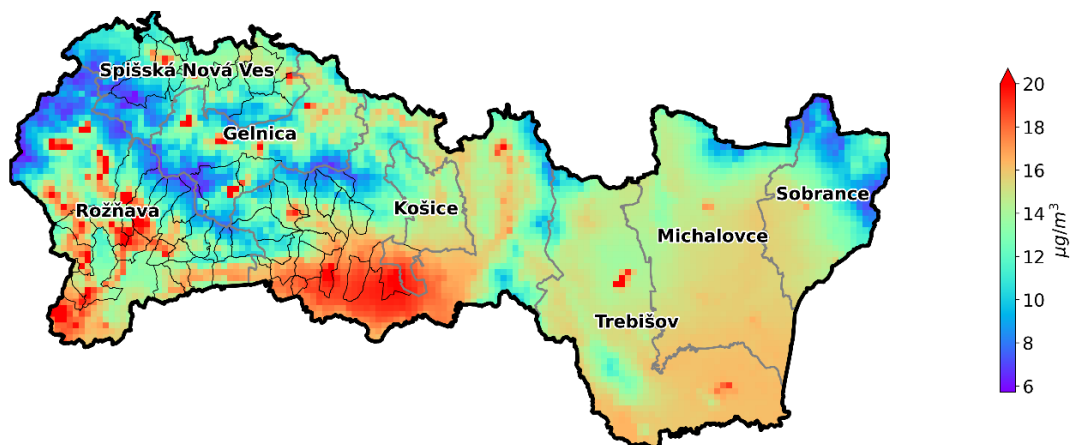 Spišská Nová Ves
Gelnica
Rožňava
Košice
Sobrance
Michalovce
Trebišov
20
18
16
14
12
10
8
6
μg/m³